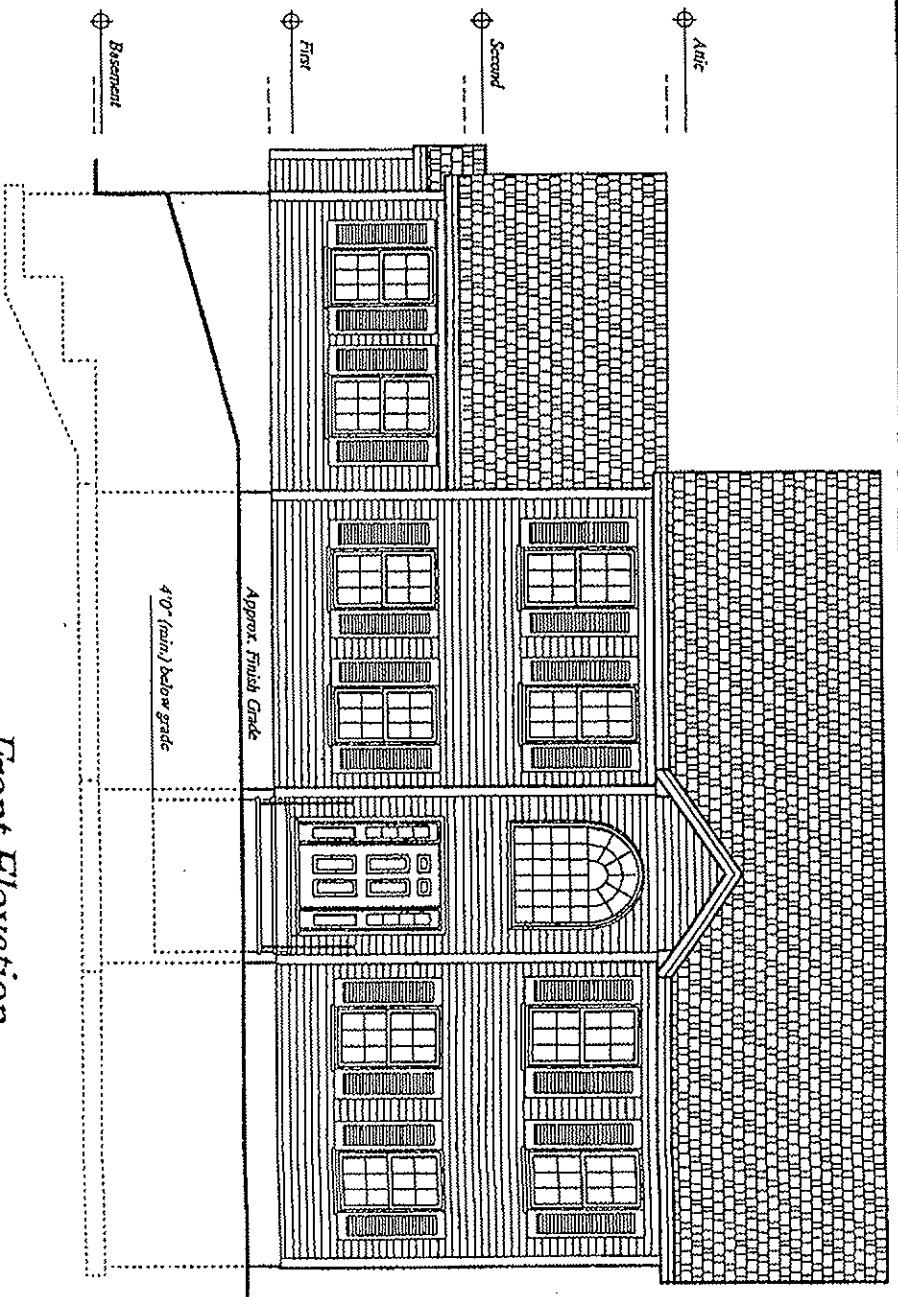 Attic
Second
First
Basement
Approx. Finish Grade
4'0" (min.) below grade
Front Elevation